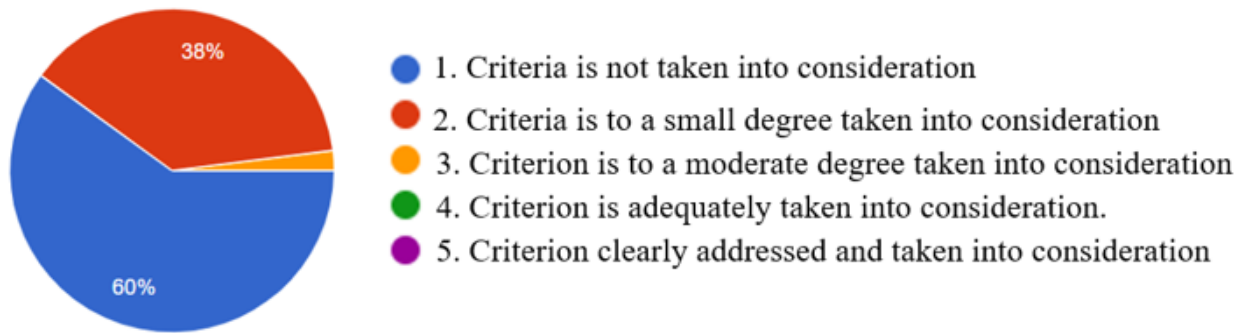 38%
60%
1. Criteria is not taken into consideration
2. Criteria is to a small degree taken into consideration
3. Criterion is to a moderate degree taken into consideration
4. Criterion is adequately taken into consideration.
5. Criterion clearly addressed and taken into consideration